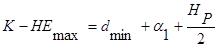 K - HE_max = d_min + α_1 + H_P/2